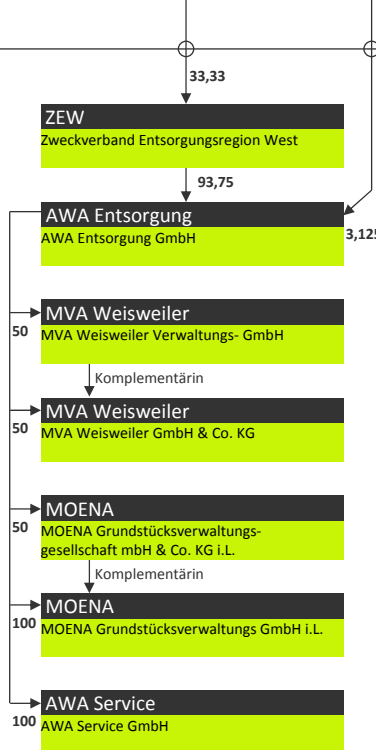 33,33
ZEW
Zweckverband Entsorgungsregion West
93,75
AWA Entsorgung
AWA Entsorgung GmbH
3,125
MVA Weisweiler
50
MVA Weisweiler Verwaltungs- GmbH
Komplementärin
MVA Weisweiler
50
MVA Weisweiler GmbH & Co. KG
MOENA
50
MOENA Grundstücksverwaltungs-
gesellschaft mbH & Co. KG i.L.
Komplementärin
MOENA
100
MOENA Grundstücksverwaltungs GmbH i.L.
AWA Service
100
AWA Service GmbH